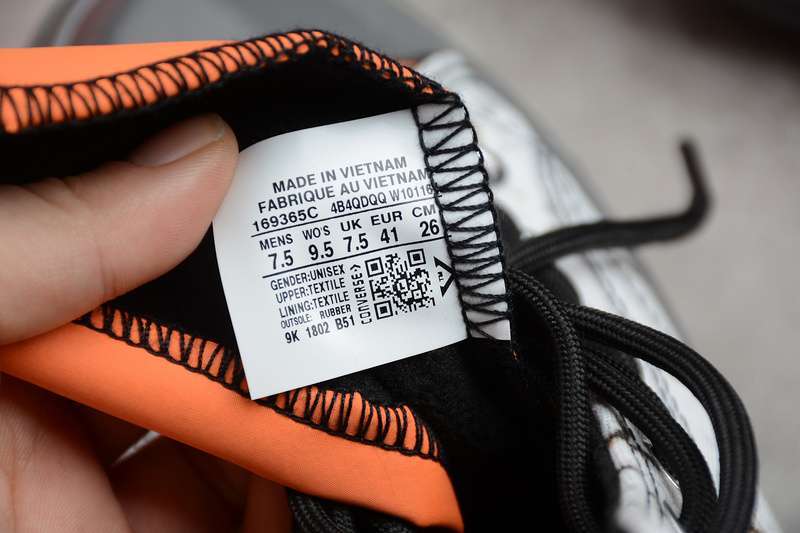 MADE IN VIETNAM
FABRIQUE AU VIETNAM
169365C 4B4QDQQ W10116
MENS WO'S UK EUR CM
7.5 9.5 7.5 41 26
GENDER:UNISEX
UPPER:TEXTILE
LINING:TEXTILE
OUTSOLE: RUBBER
9K 1802 B51
CONVERSE